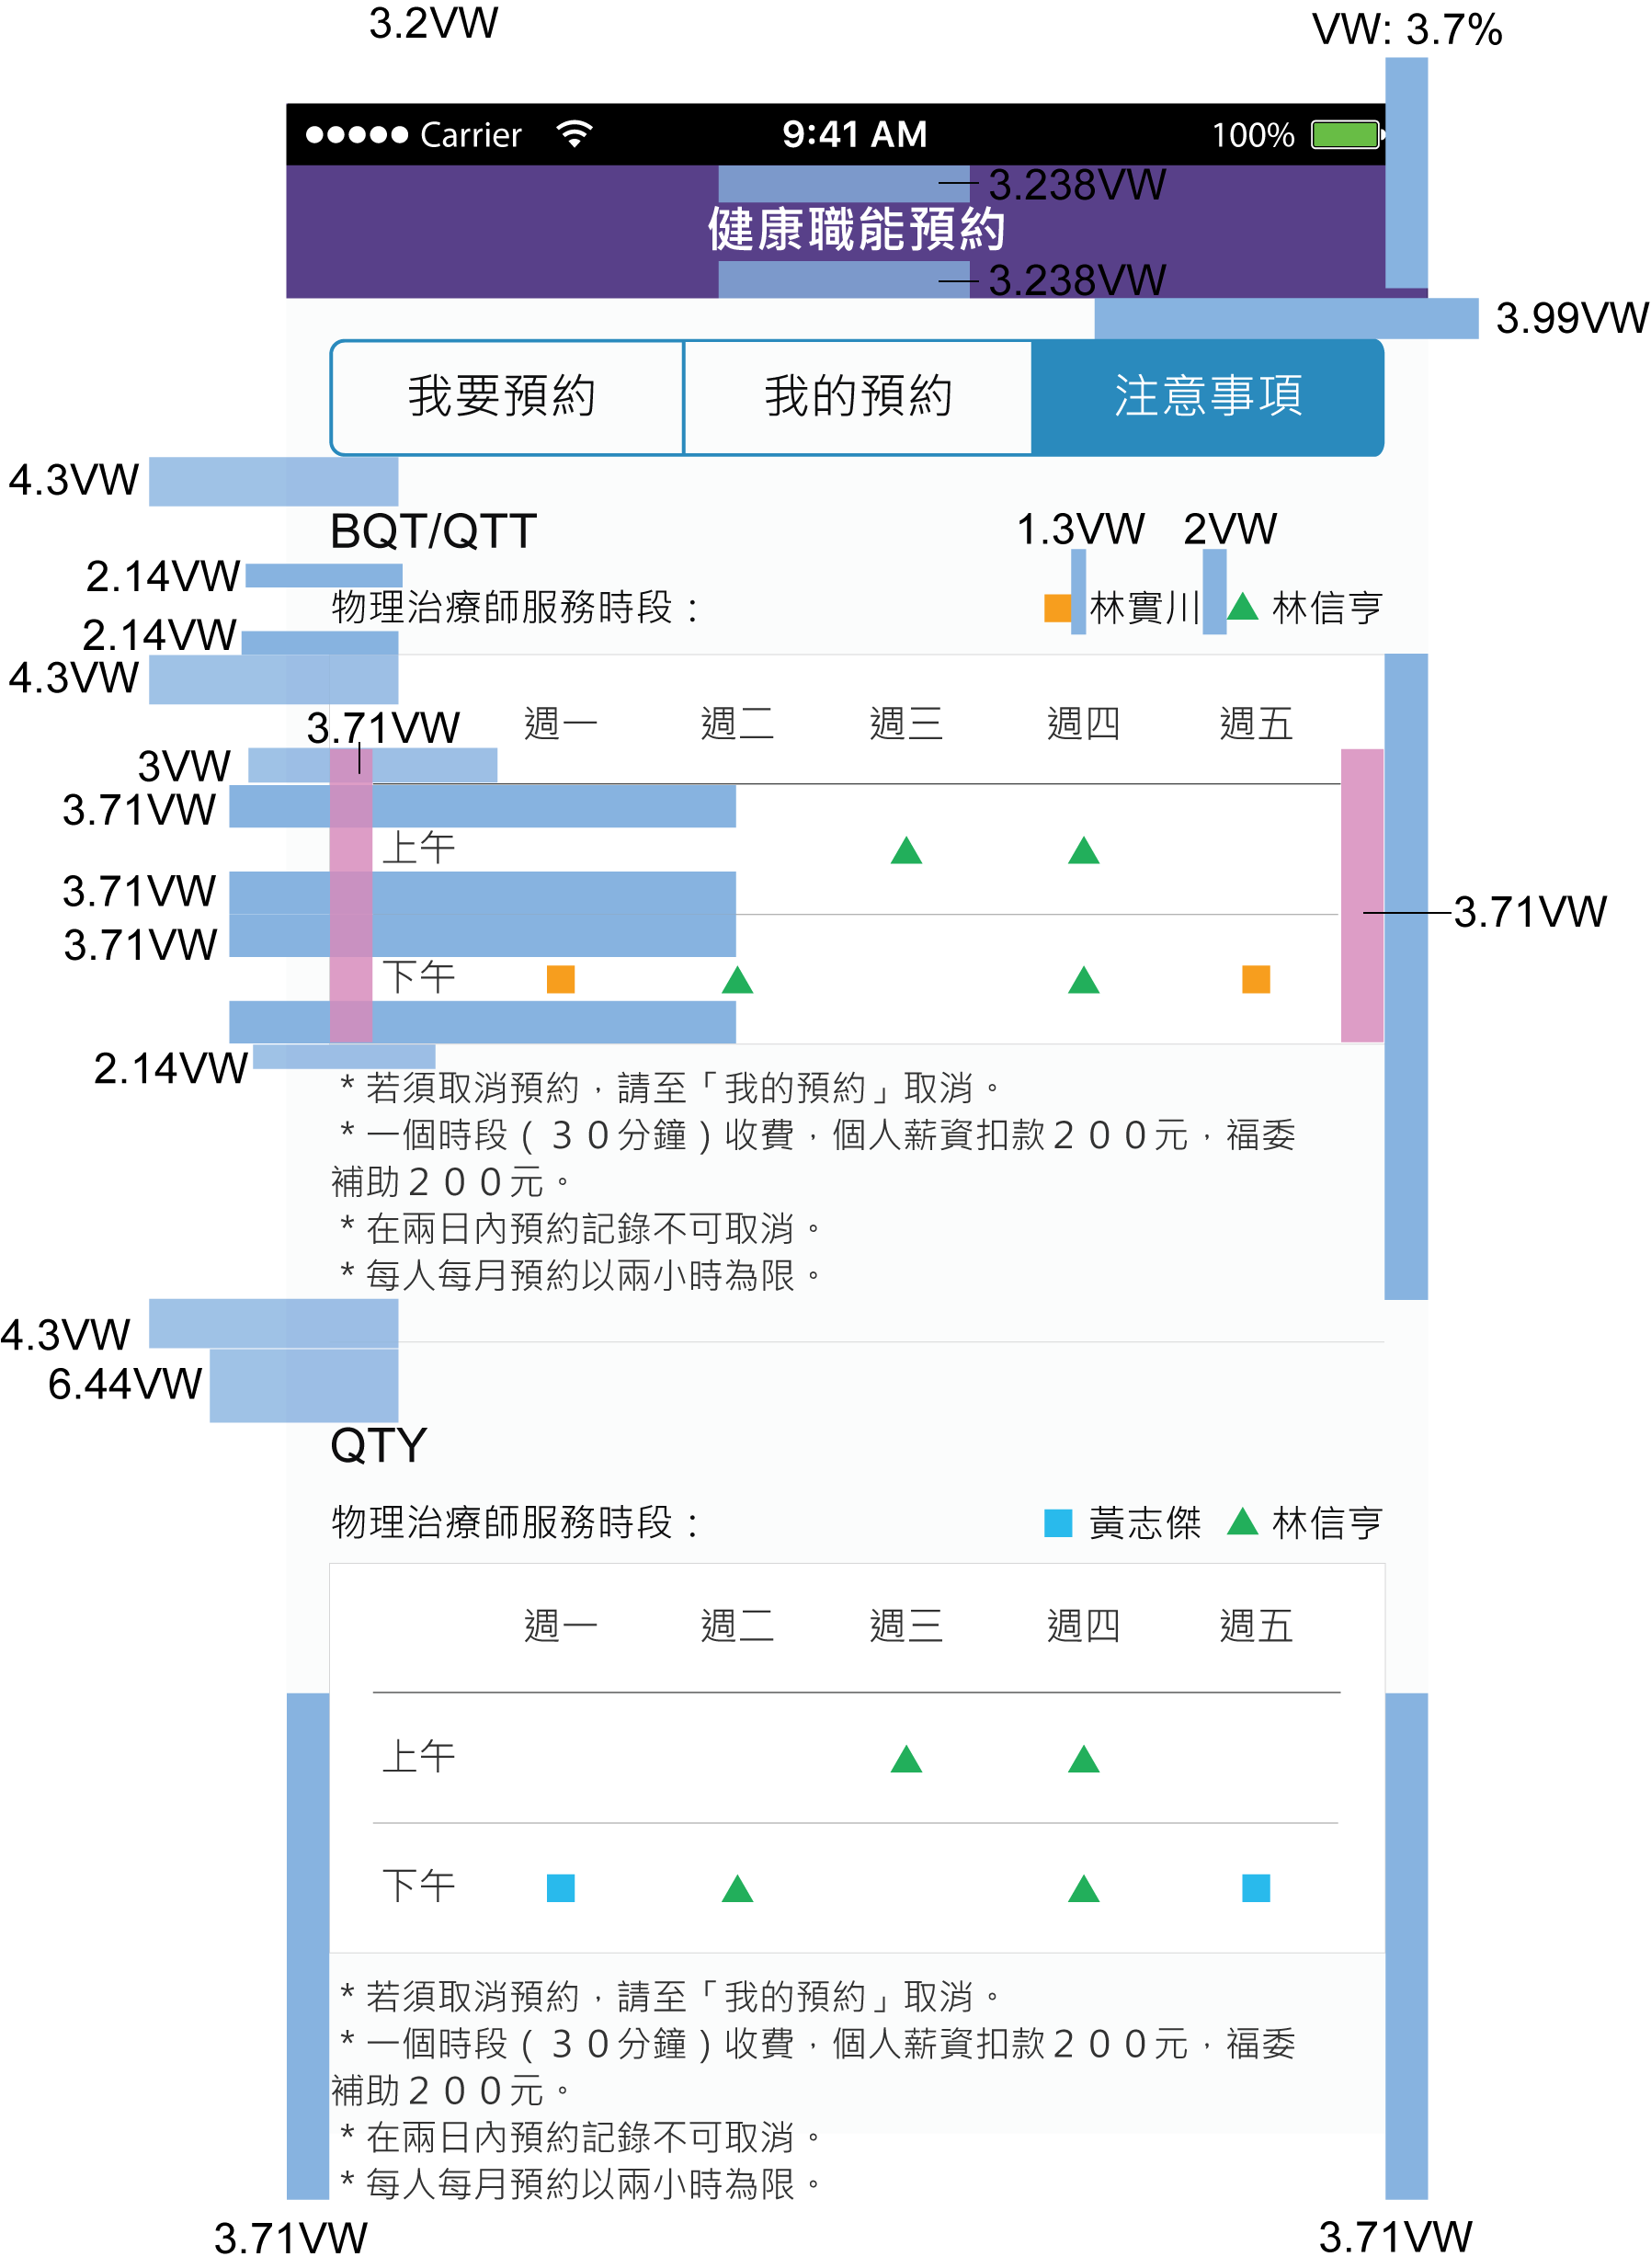 3.2VW
VW: 3.7%
Carrier 9:41 AM 100%
3.238VW
健康職能預約
3.238VW
3.99VW
我要預約 我的預約 注意事項
4.3VW
BQT/QTT 1.3VW 2VW
2.14VW
物理治療師服務時段： 林實川 林信亨
2.14VW
4.3VW
週一 週二 週三 週四 週五
3.71VW
3VW
3.71VW
上午
3.71VW
3.71VW
3.71VW
下午
2.14VW
＊若須取消預約，請至「我的預約」取消。
＊一個時段（３０分鐘）收費，個人薪資扣款２００元，福委
補助２００元。
＊在兩日內預約記錄不可取消。
＊每人每月預約以兩小時為限。
4.3VW
6.44VW
QTY
物理治療師服務時段： 黃志傑 林信亨
週一 週二 週三 週四 週五
上午
下午
＊若須取消預約，請至「我的預約」取消。
＊一個時段（３０分鐘）收費，個人薪資扣款２００元，福委
補助２００元。
＊在兩日內預約記錄不可取消。
＊每人每月預約以兩小時為限。
3.71VW 3.71VW